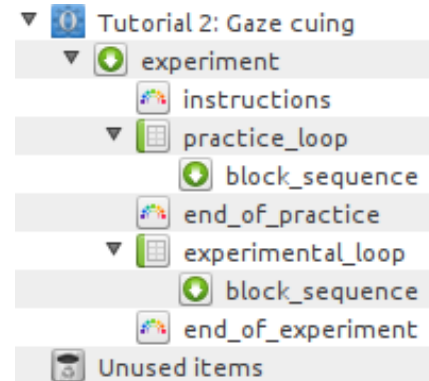 Tutorial 2: Gaze cuing
experiment
instructions
practice_loop
block_sequence
end_of_practice
experimental_loop
block_sequence
end_of_experiment
Unused items